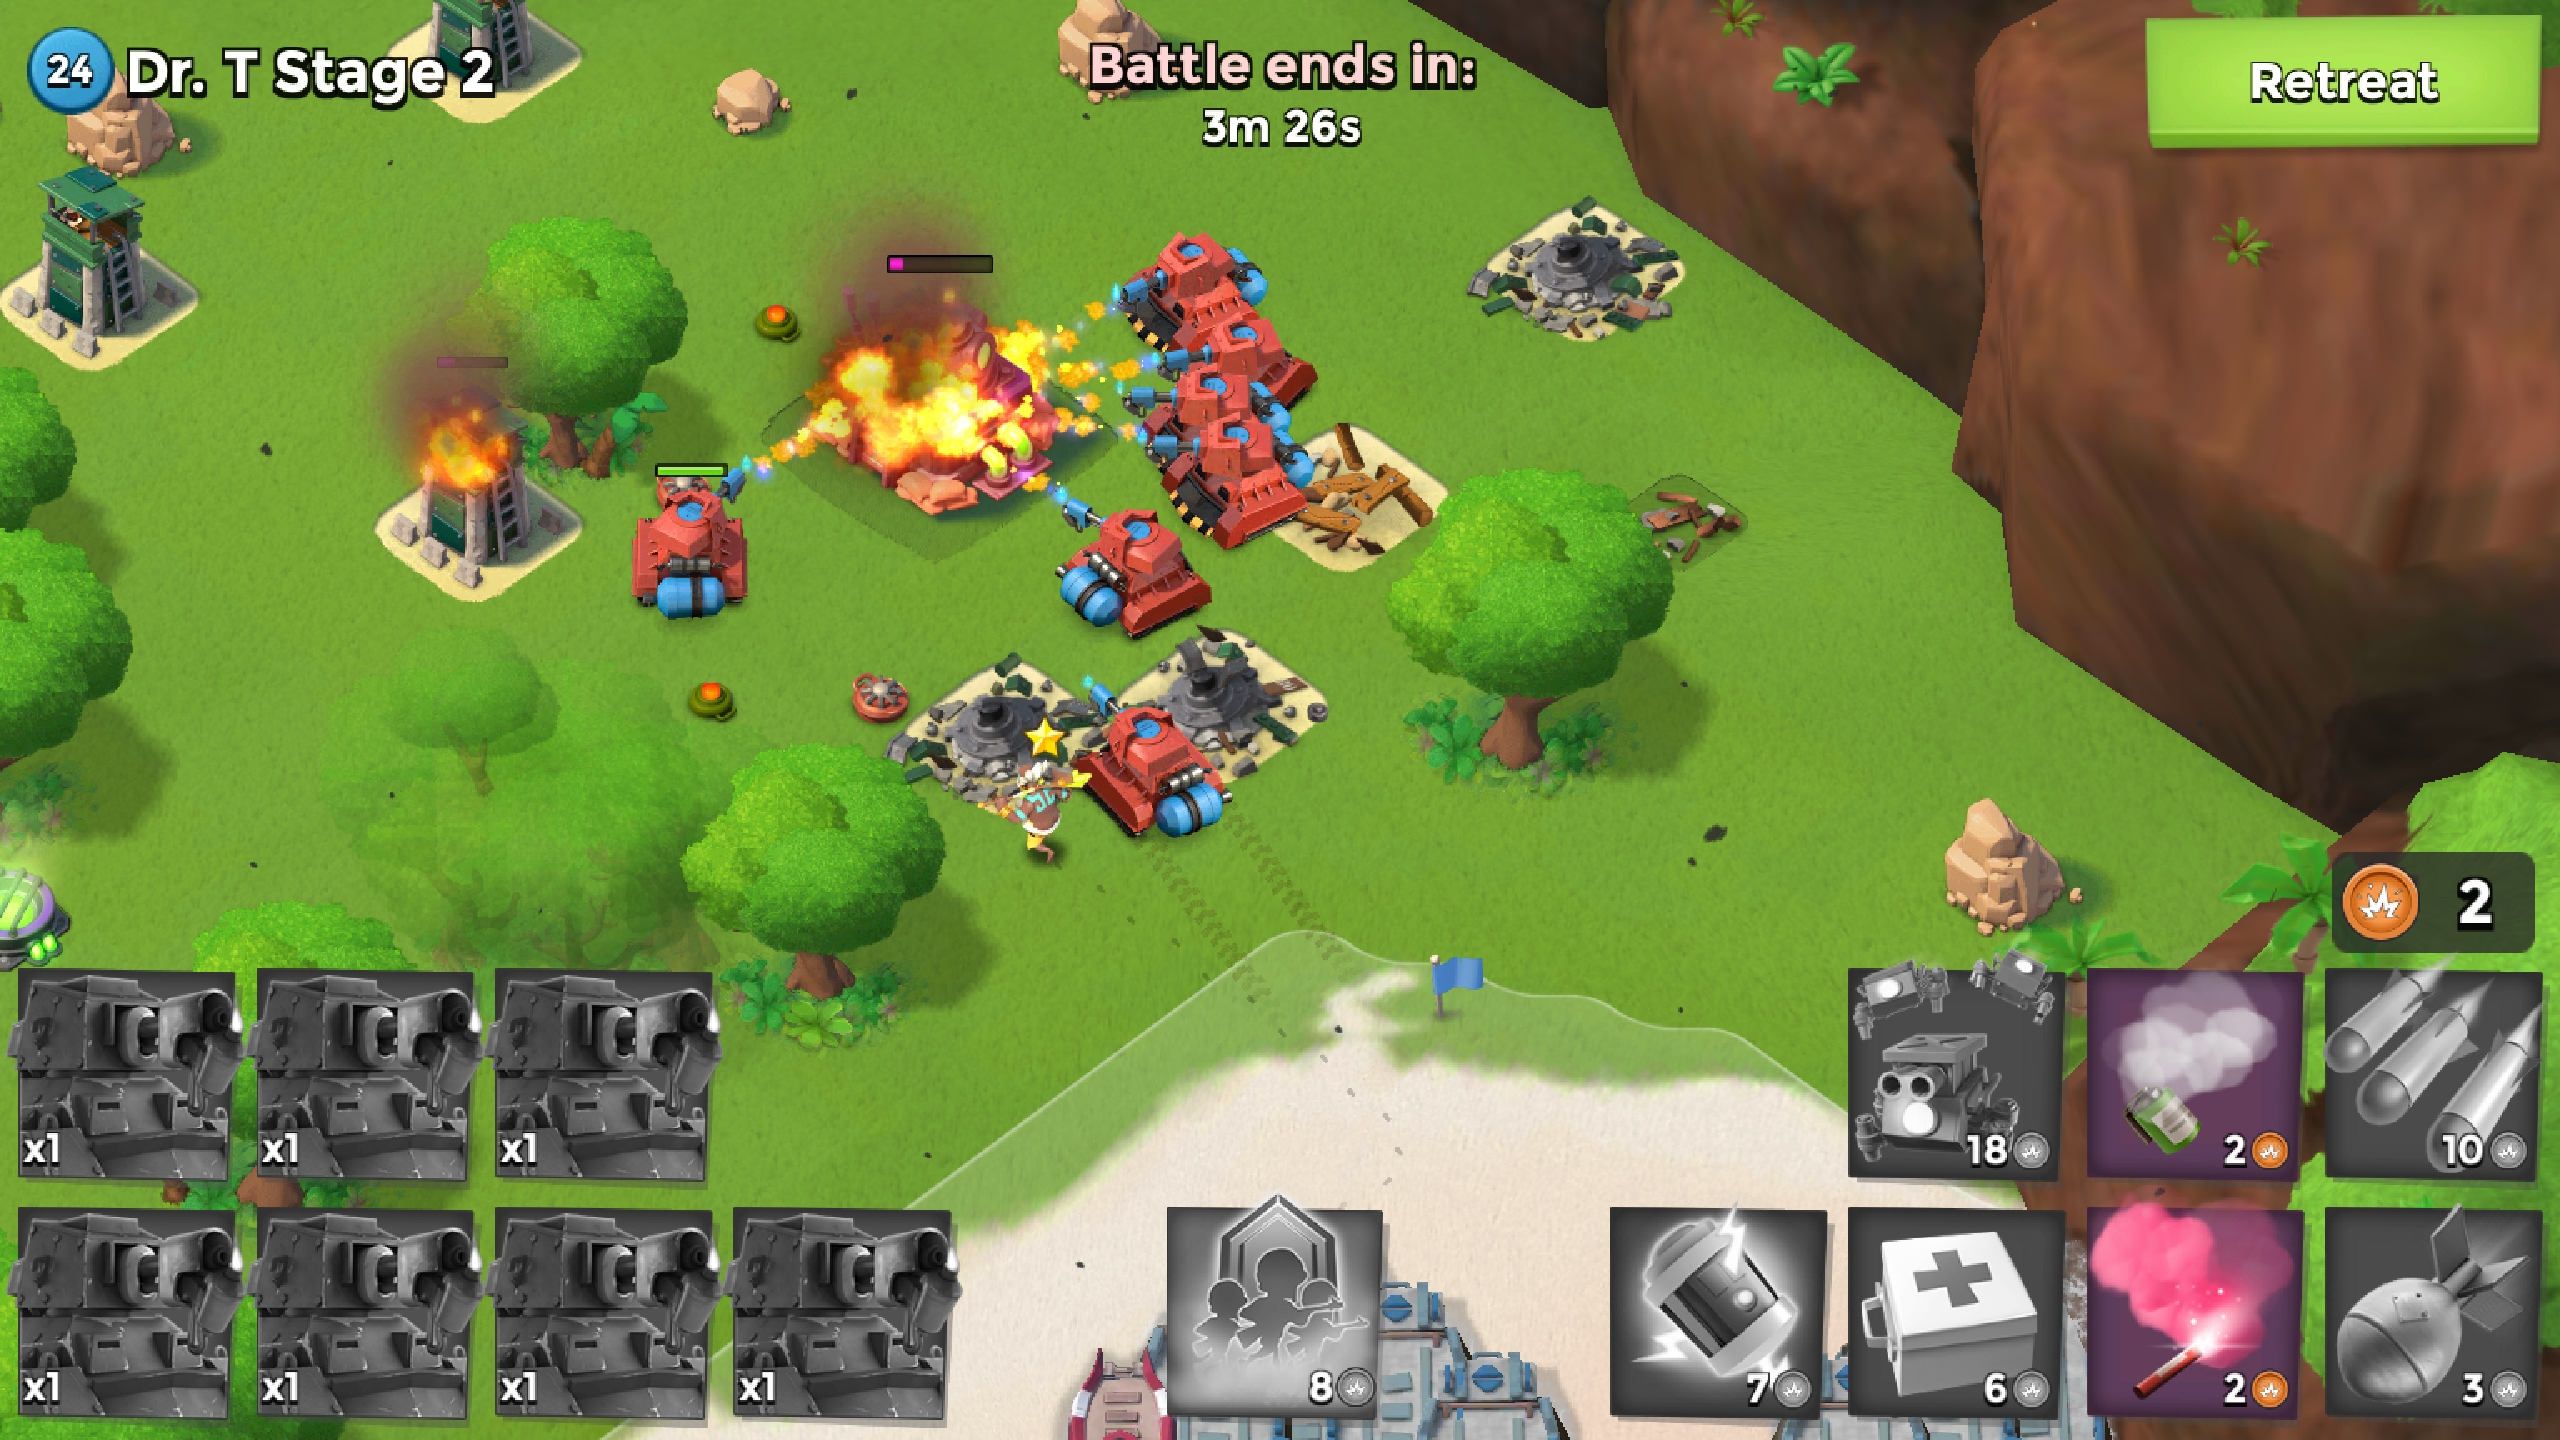 24 Dr. T Stage 2
Battle ends in:
3m 26s
Retreat
2
x1 x1 x1
18 2 10
x1 x1 x1 x1
8
7 6 2 3